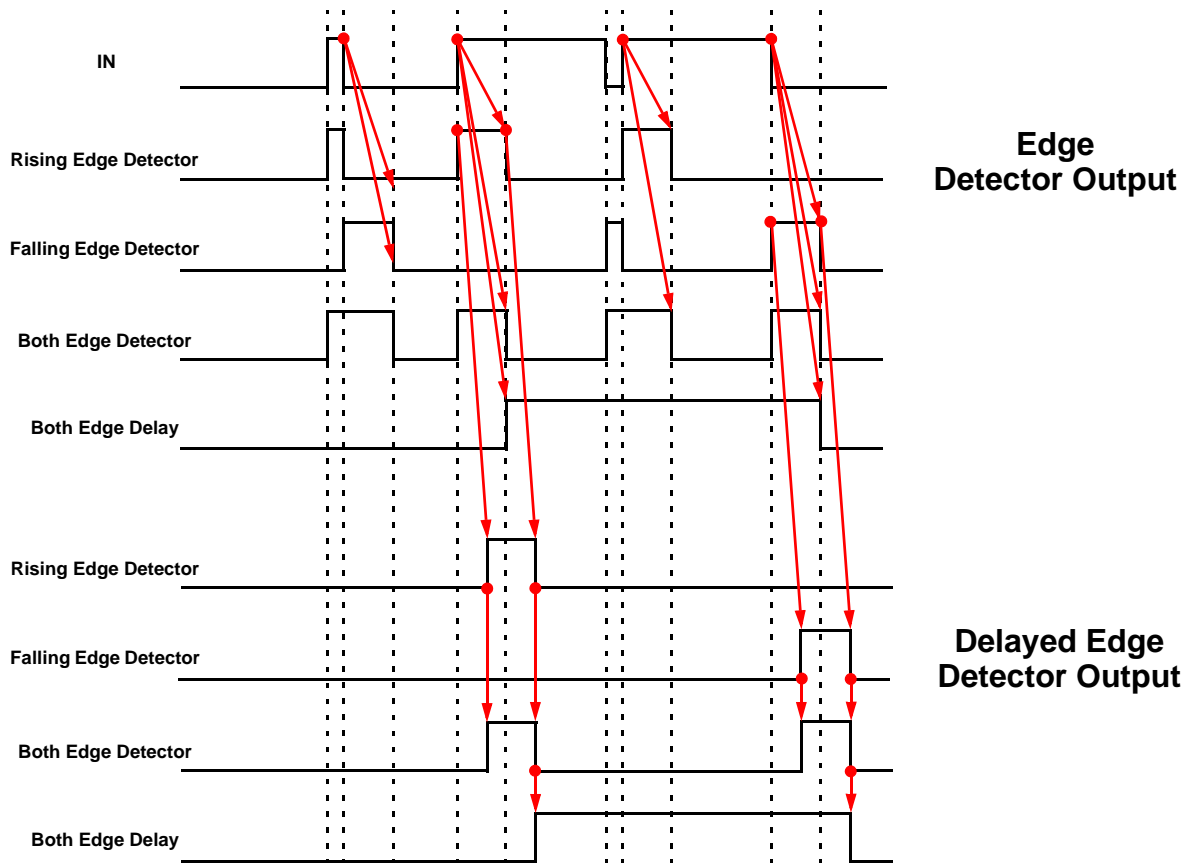 IN
Rising Edge Detector
Edge
Detector Output
Falling Edge Detector
Both Edge Detector
Both Edge Delay
Rising Edge Detector
Falling Edge Detector
Delayed Edge
Detector Output
Both Edge Detector
Both Edge Delay